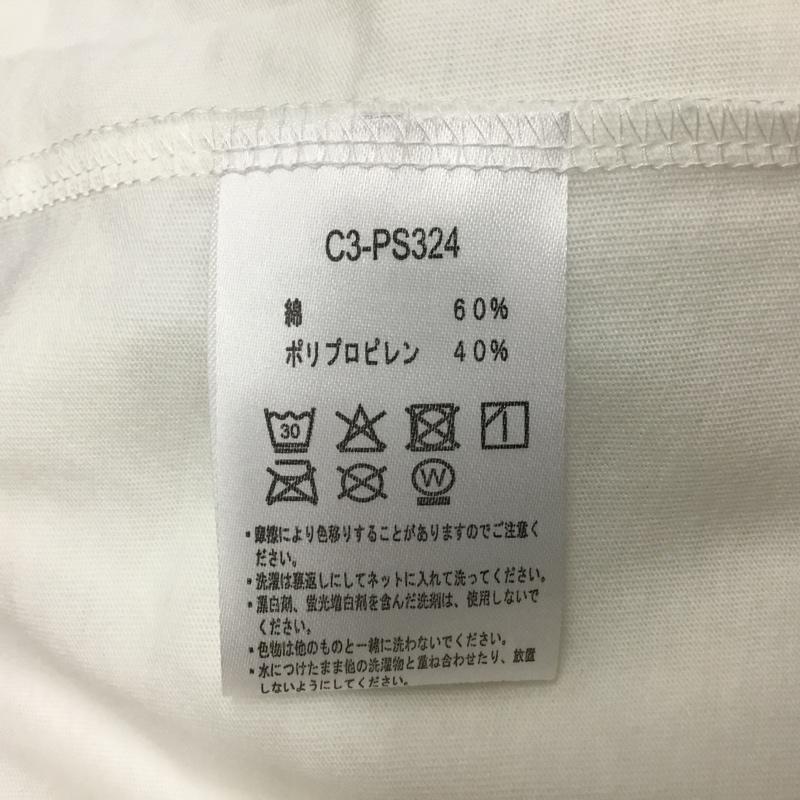 C3-PS324
綿 60%
ポリプロピレン 40%
30
W
・摩擦により色移りすることがありますのでご注意く
ださい。
・洗濯は裏返しにしてネットに入れて洗ってください。
・漂白剤、蛍光増白剤を含んだ洗剤は、使用しないで
ください。
・色物は他のものと一緒に洗わないでください。
・水につけたまま他の洗濯物と重ね合わせたり、放置
しないようにしてください。